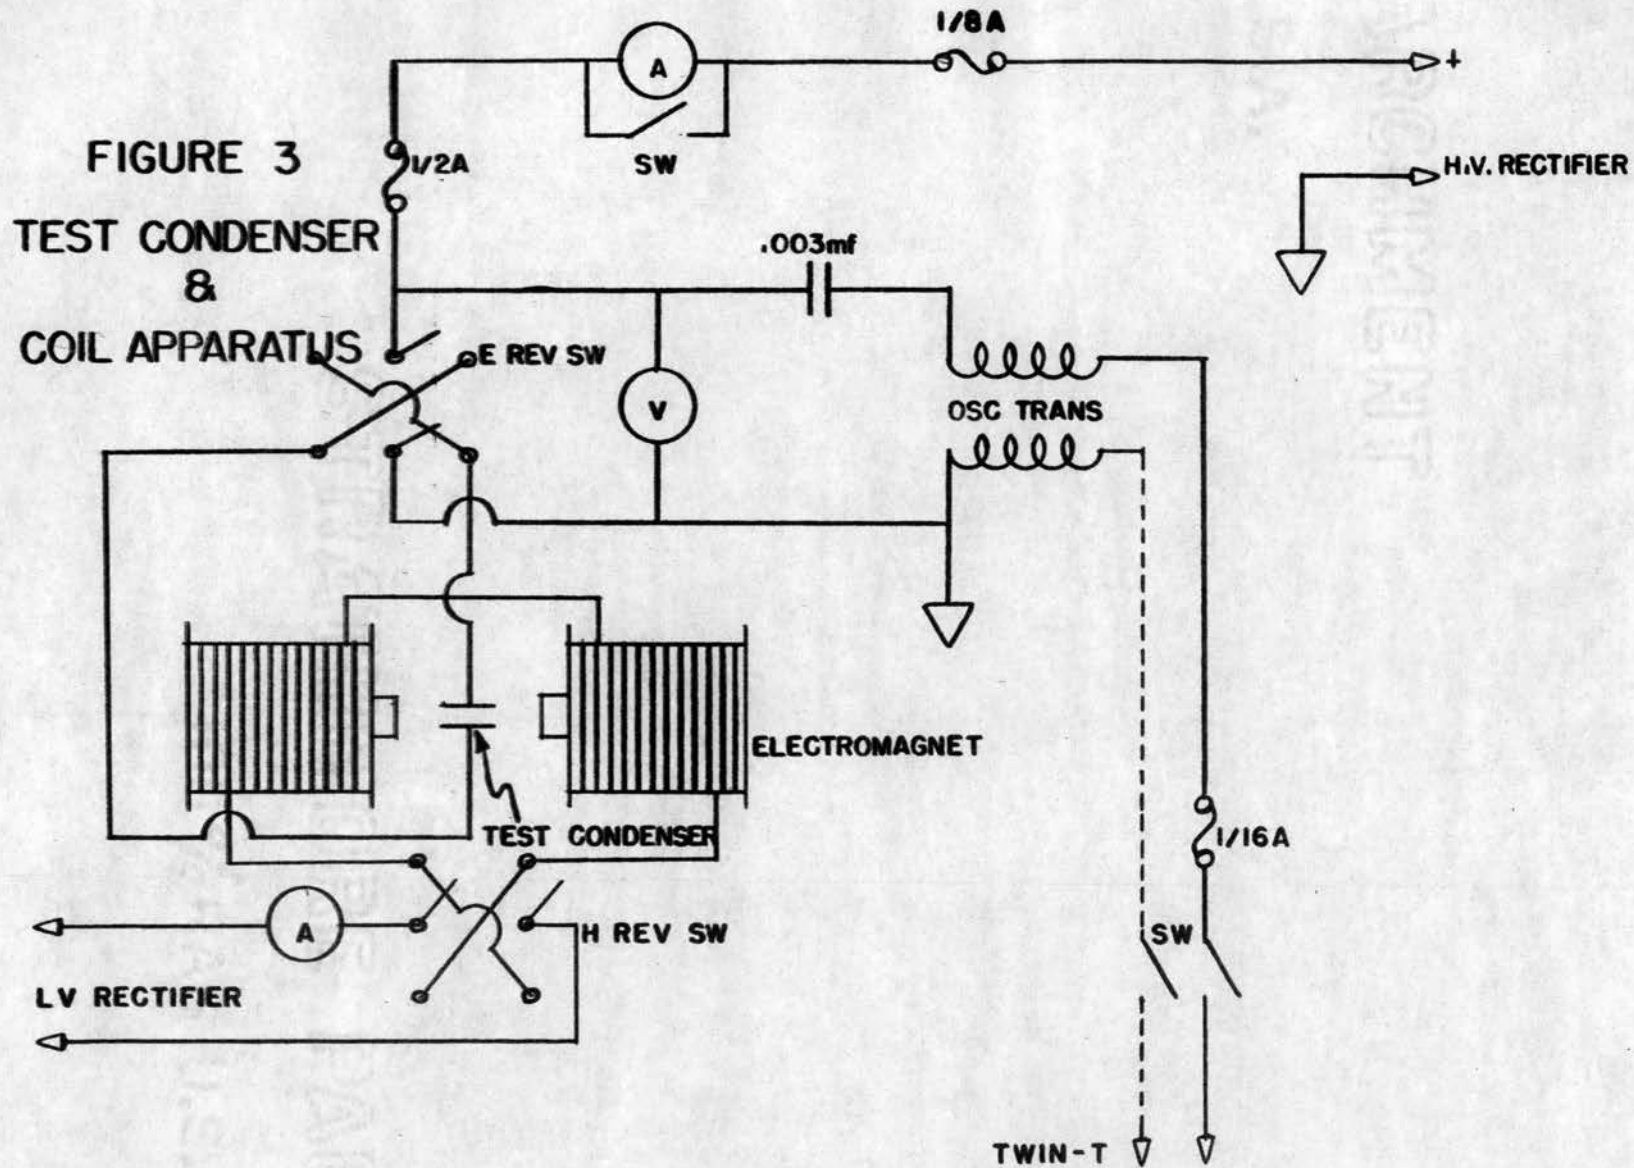 1/8A
A
+
FIGURE 3
1/2A
SW
H.V. RECTIFIER
TEST CONDENSER
&
COIL APPARATUS
.003mf
E REV SW
V
OSC TRANS
ELECTROMAGNET
TEST CONDENSER
1/16A
A
H REV SW
SW
LV RECTIFIER
TWIN-T